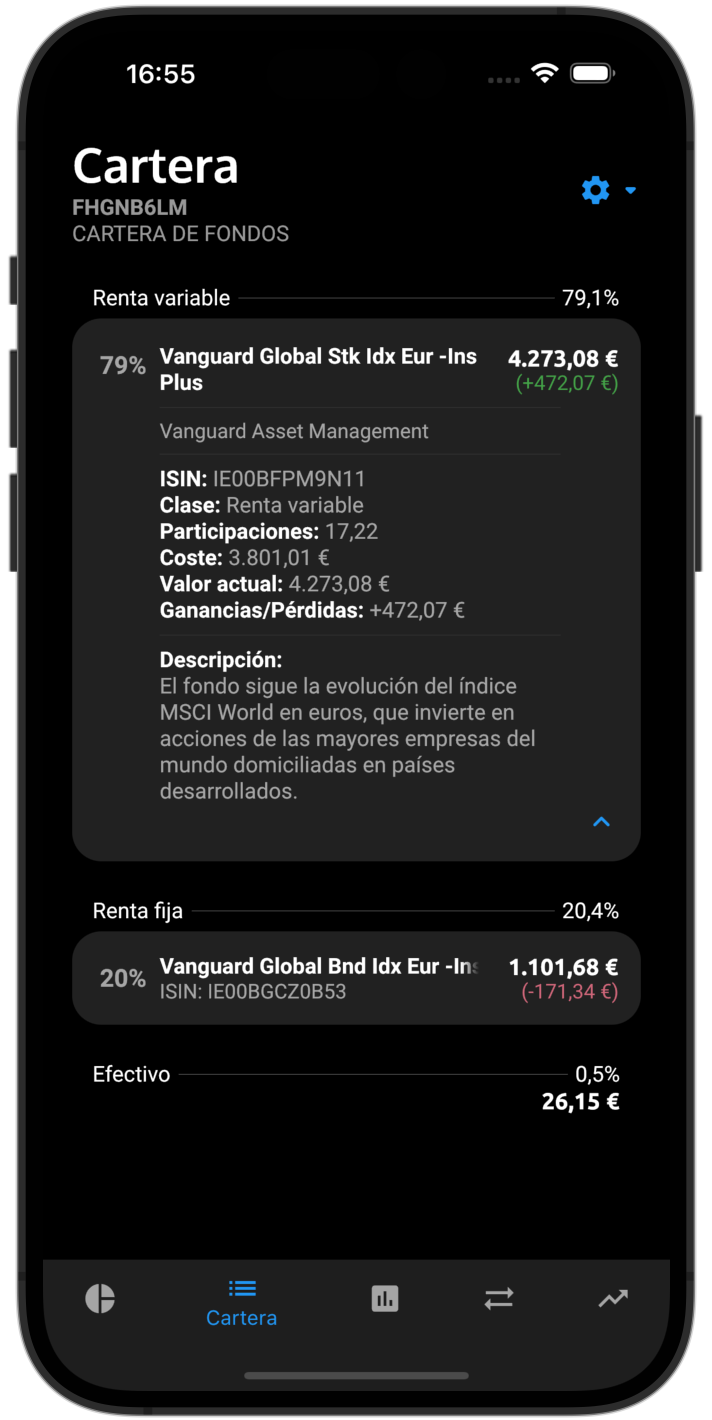 16:55
Cartera
FHGNB6LM
CARTERA DE FONDOS
Renta variable 79,1%
79% Vanguard Global Stk Idx Eur -Ins Plus 4.273,08 €
(+472,07 €)
Vanguard Asset Management
ISIN: IE00BFPM9N11
Clase: Renta variable
Participaciones: 17,22
Coste: 3.801,01 €
Valor actual: 4.273,08 €
Ganancias/Pérdidas: +472,07 €
Descripción:
El fondo sigue la evolución del índice
MSCI World en euros, que invierte en
acciones de las mayores empresas del
mundo domiciliadas en países
desarrollados.
Renta fija 20,4%
20% Vanguard Global Bnd Idx Eur -Ins 1.101,68 €
ISIN: IE00BGCZ0B53 (-171,34 €)
Efectivo 0,5%
26,15 €
Cartera